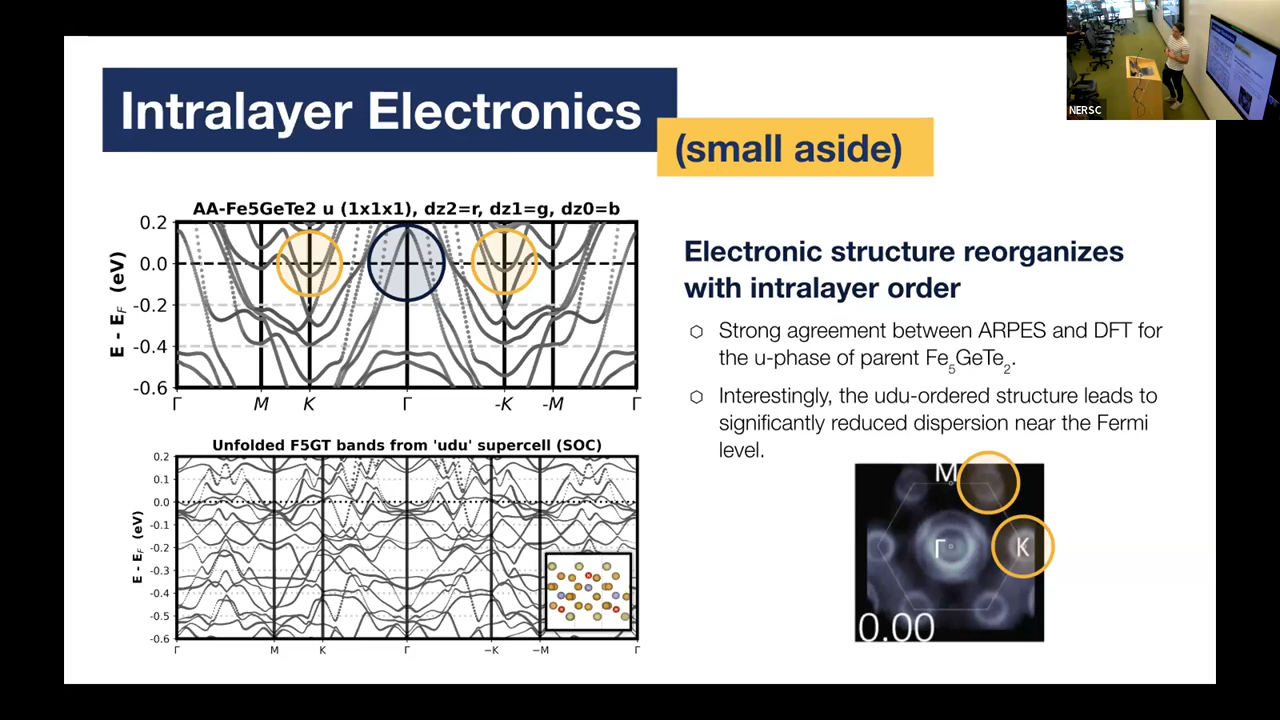 NERSC
Intralayer Electronics
(small aside)
AA-Fe5GeTe2 u (1x1x1), dz2=r, dz1=g, dz0=b
E - E_F (eV)
0.2
0.0
-0.2
-0.4
-0.6
Γ M K Γ -K -M Γ
Unfolded F5GT bands from 'udu' supercell (SOC)
E - E_F (eV)
0.2
0.1
0.0
-0.1
-0.2
-0.3
-0.4
-0.5
-0.6
Γ M K Γ −K −M Γ
Electronic structure reorganizes
with intralayer order
Strong agreement between ARPES and DFT for
the u-phase of parent Fe5GeTe2.
Interestingly, the udu-ordered structure leads to
significantly reduced dispersion near the Fermi
level.
M
Γ K
0.00